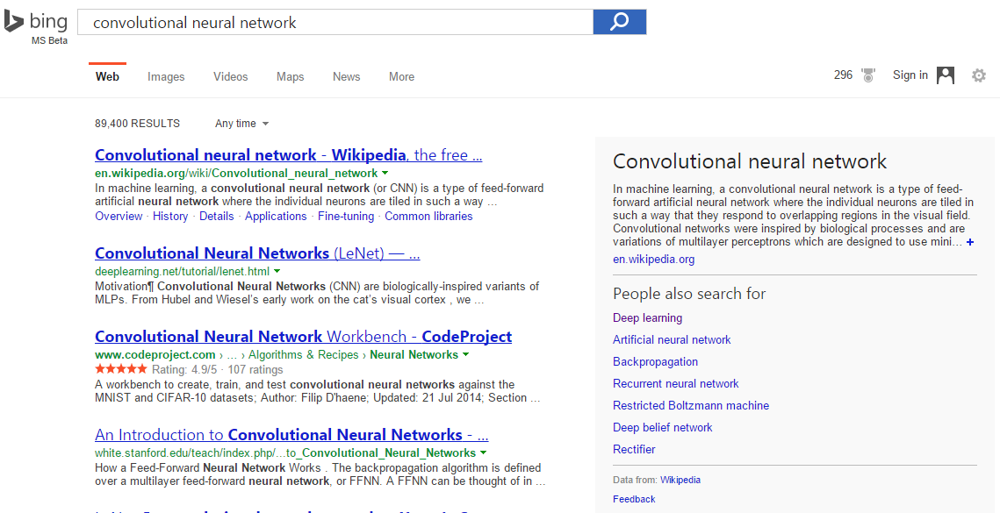 bing
MS Beta
convolutional neural network
Web Images Videos Maps News More
296 Sign in
89,400 RESULTS Any time
Convolutional neural network - Wikipedia, the free ...
en.wikipedia.org/wiki/Convolutional_neural_network
In machine learning, a convolutional neural network (or CNN) is a type of feed-forward
artificial neural network where the individual neurons are tiled in such a way ...
Overview · History · Details · Applications · Fine-tuning · Common libraries
Convolutional Neural Networks (LeNet) — ...
deeplearning.net/tutorial/lenet.html
Motivation¶ Convolutional Neural Networks (CNN) are biologically-inspired variants of
MLPs. From Hubel and Wiesel's early work on the cat's visual cortex , we ...
Convolutional Neural Network Workbench - CodeProject
www.codeproject.com › ... › Algorithms & Recipes › Neural Networks
Rating: 4.9/5 · 107 ratings
A workbench to create, train, and test convolutional neural networks against the
MNIST and CIFAR-10 datasets; Author: Filip D'haene; Updated: 21 Jul 2014; Section ...
An Introduction to Convolutional Neural Networks - ...
white.stanford.edu/teach/index.php/...to_Convolutional_Neural_Networks
How a Feed-Forward Neural Network Works . The backpropagation algorithm is defined
over a multilayer feed-forward neural network, or FFNN. A FFNN can be thought of in ...
Convolutional neural network
In machine learning, a convolutional neural network is a type of feed-
forward artificial neural network where the individual neurons are tiled in
such a way that they respond to overlapping regions in the visual field.
Convolutional networks were inspired by biological processes and are
variations of multilayer perceptrons which are designed to use mini... +
en.wikipedia.org
People also search for
Deep learning
Artificial neural network
Backpropagation
Recurrent neural network
Restricted Boltzmann machine
Deep belief network
Rectifier
Data from: Wikipedia
Feedback